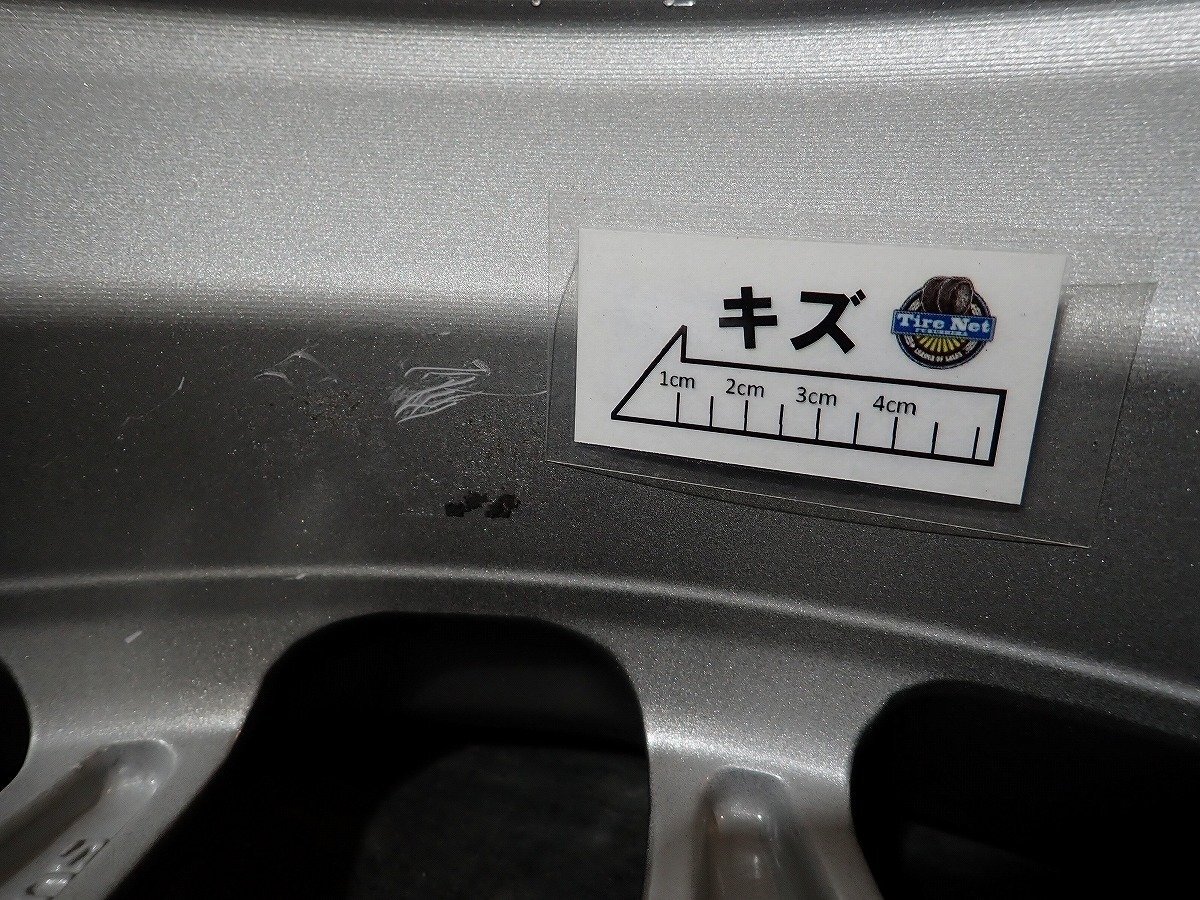 キズ
Tire Net
1cm 2cm 3cm 4cm